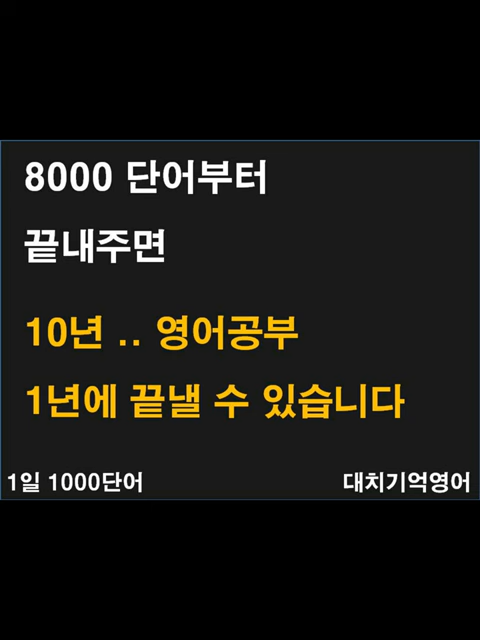 8000 단어부터
끝내주면
10년 .. 영어공부
1년에 끝낼 수 있습니다
1일 1000단어
대치기억영어